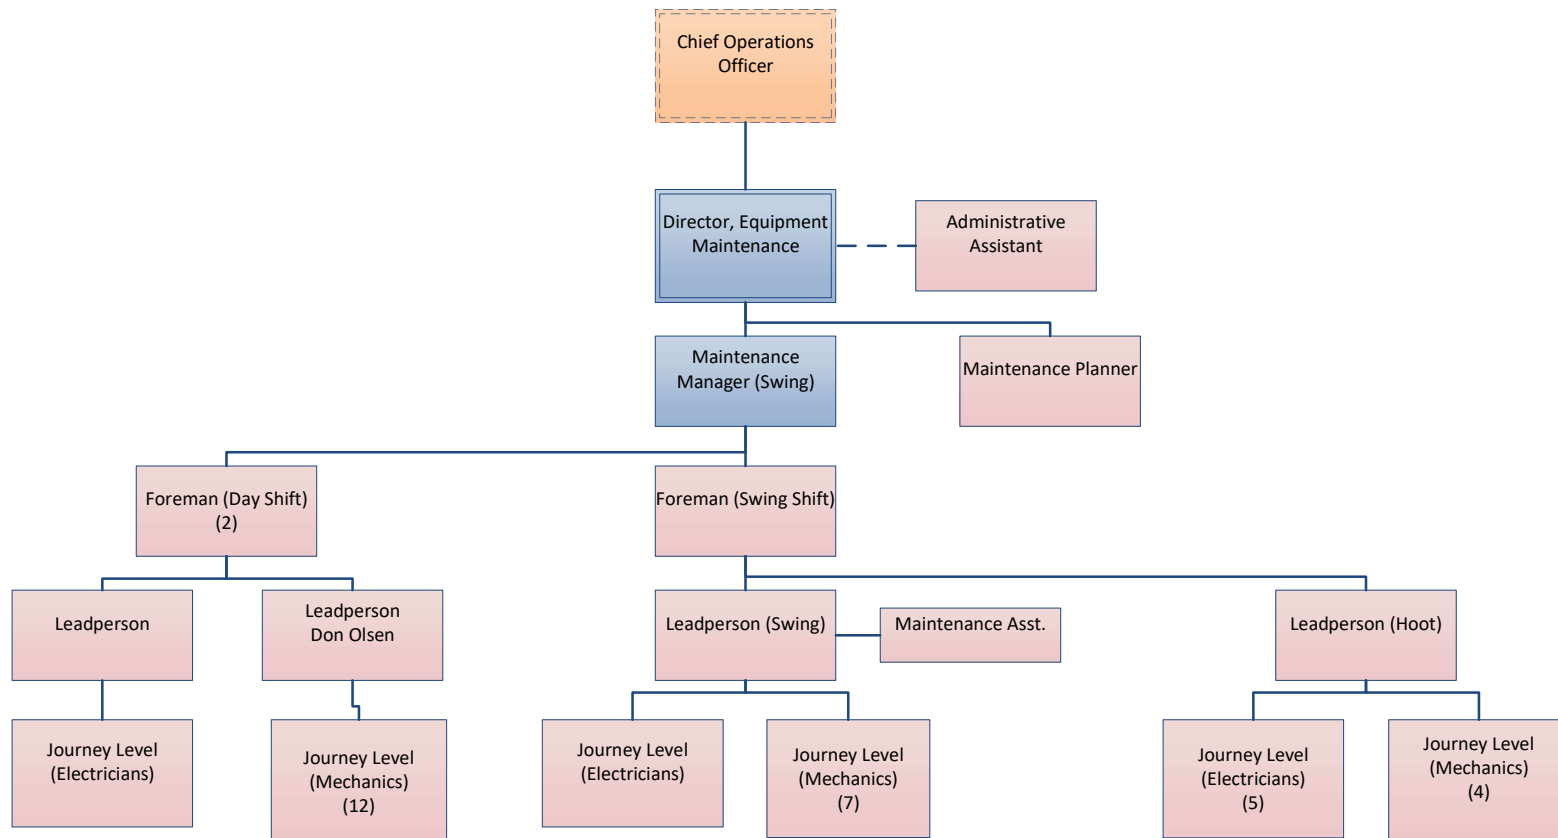 Chief Operations
Officer
Director, Equipment
Maintenance
Administrative
Assistant
Maintenance
Manager (Swing)
Maintenance Planner
Foreman (Day Shift)
(2)
Foreman (Swing Shift)
Leadperson
Leadperson
Don Olsen
Leadperson (Swing)
Maintenance Asst.
Leadperson (Hoot)
Journey Level
(Electricians)
Journey Level
(Mechanics)
(12)
Journey Level
(Electricians)
Journey Level
(Mechanics)
(7)
Journey Level
(Electricians)
(5)
Journey Level
(Mechanics)
(4)